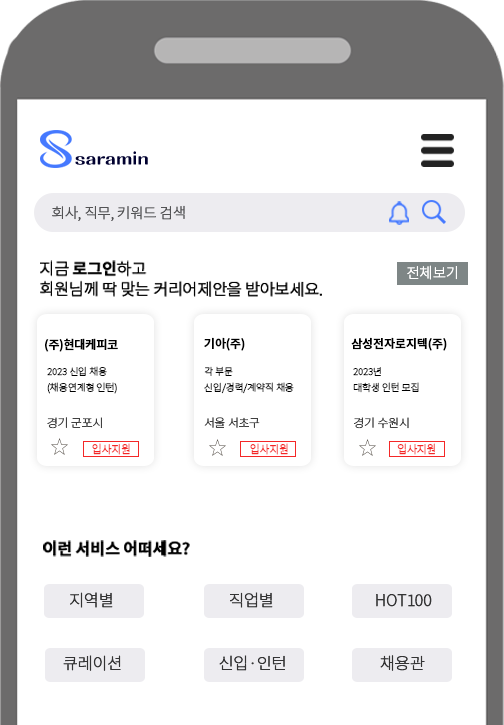 saramin
회사, 직무, 키워드 검색
지금 로그인하고
회원님께 딱 맞는 커리어제안을 받아보세요.
전체보기
(주)현대케피코
2023 신입 채용
(채용연계형 인턴)
경기 군포시
입사지원
기아(주)
각 부문
신입/경력/계약직 채용
서울 서초구
입사지원
삼성전자로지텍(주)
2023년
대학생 인턴 모집
경기 수원시
입사지원
이런 서비스 어떠세요?
지역별
직업별
HOT100
큐레이션
신입·인턴
채용관